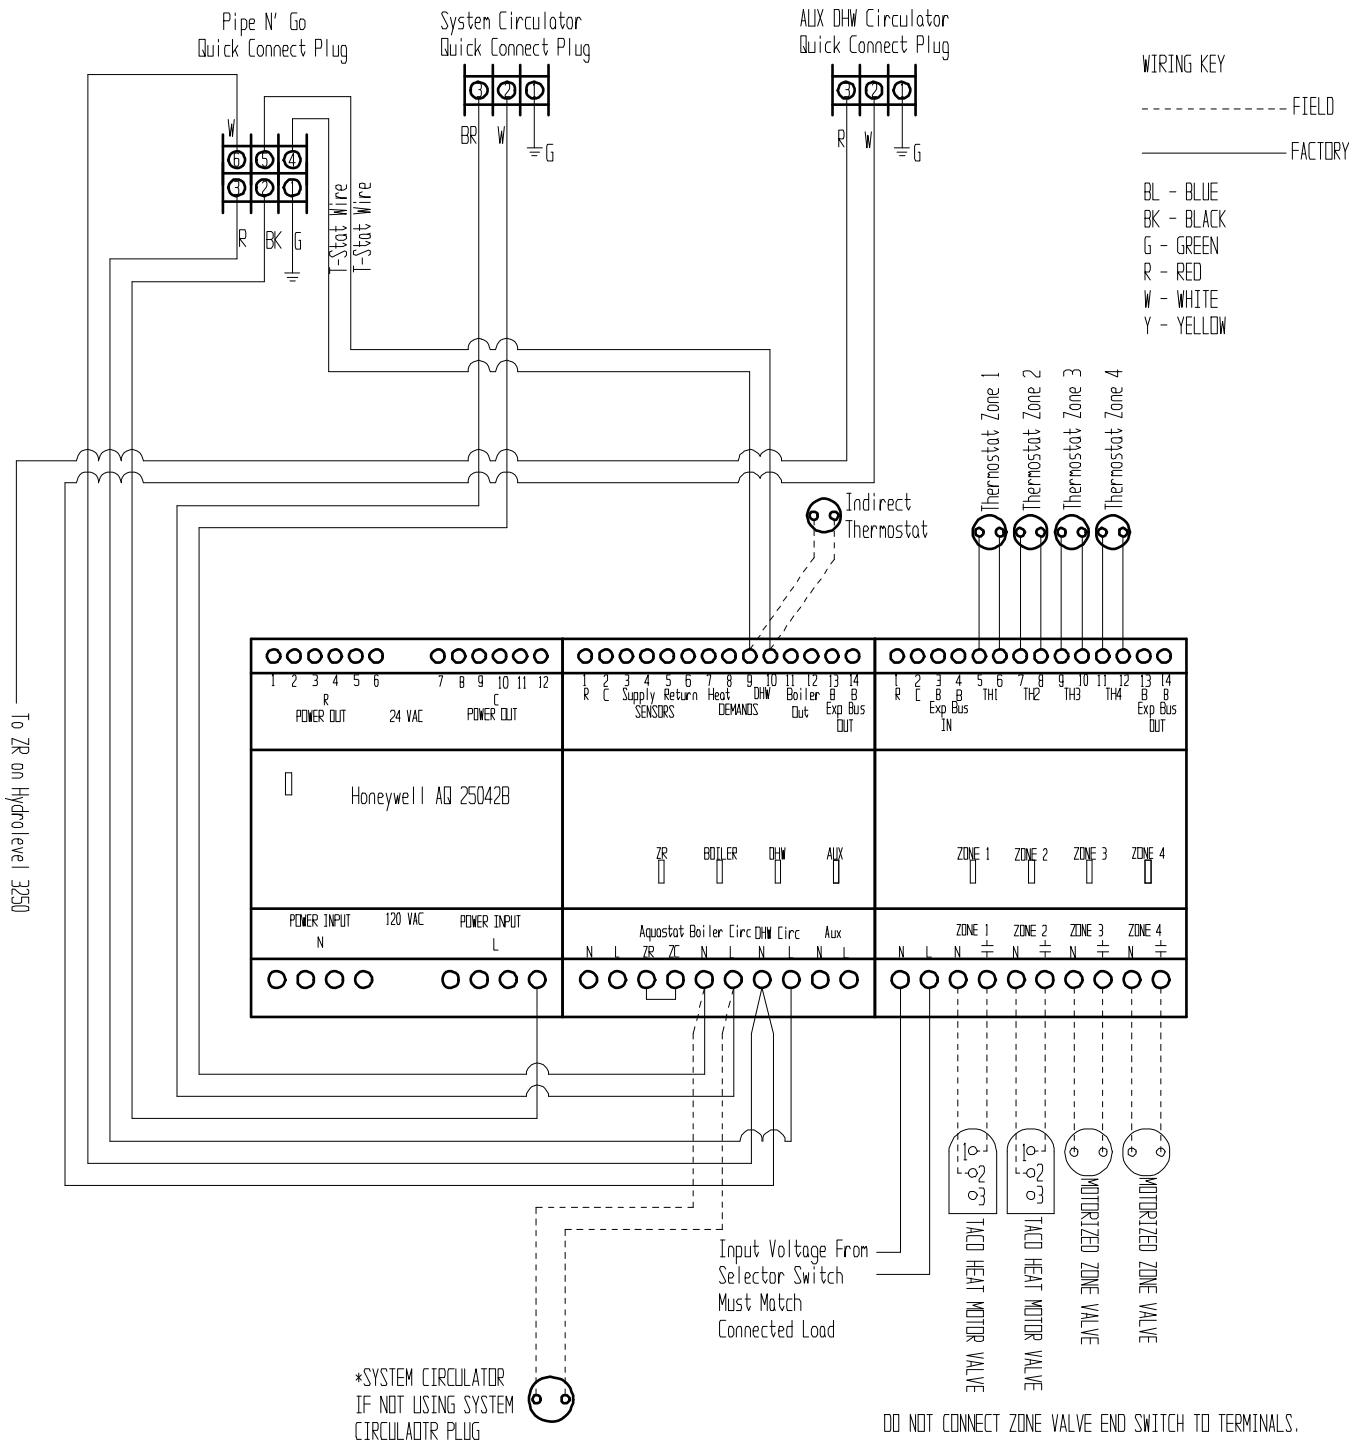 Pipe N' Go
Quick Connect Plug
System Circulator
Quick Connect Plug
AUX DHW Circulator
Quick Connect Plug
WIRING KEY
FIELD
FACTORY
BL - BLUE
BK - BLACK
G - GREEN
R - RED
W - WHITE
Y - YELLOW
3 2 1
BR W G
3 2 1
R W G
W
6 5 4
3 2 1
R BK G
T-Stat Wire
T-Stat Wire
Indirect
Thermostat
Thermostat Zone 1
Thermostat Zone 2
Thermostat Zone 3
Thermostat Zone 4
To ZR on Hydrolevel 3250
1 2 3 4 5 6 7 8 9 10 11 12
R C
POWER OUT 24 VAC POWER OUT
Honeywell AQ 25042B
POWER INPUT 120 VAC POWER INPUT
N L
1 2 3 4 5 6 7 8 9 10 11 12 13 14
R C Supply Return Heat DHW Boiler B B
SENSORS DEMANDS Out Exp Bus
OUT
ZR BOILER DHW AUX
Aquastat Boiler Circ DHW Circ Aux
N L ZR ZC N L N L N L
1 2 3 4 5 6 7 8 9 10 11 12 13 14
R C B B TH1 TH2 TH3 TH4 B B
Exp Bus Exp Bus
IN OUT
ZONE 1 ZONE 2 ZONE 3 ZONE 4
ZONE 1 ZONE 2 ZONE 3 ZONE 4
N L N N N N
1
2
3
1
2
3
TACO HEAT MOTOR VALVE
TACO HEAT MOTOR VALVE
MOTORIZED ZONE VALVE
MOTORIZED ZONE VALVE
Input Voltage From
Selector Switch
Must Match
Connected Load
*SYSTEM CIRCULATOR
IF NOT USING SYSTEM
CIRCULAOTR PLUG
DO NOT CONNECT ZONE VALVE END SWITCH TO TERMINALS.